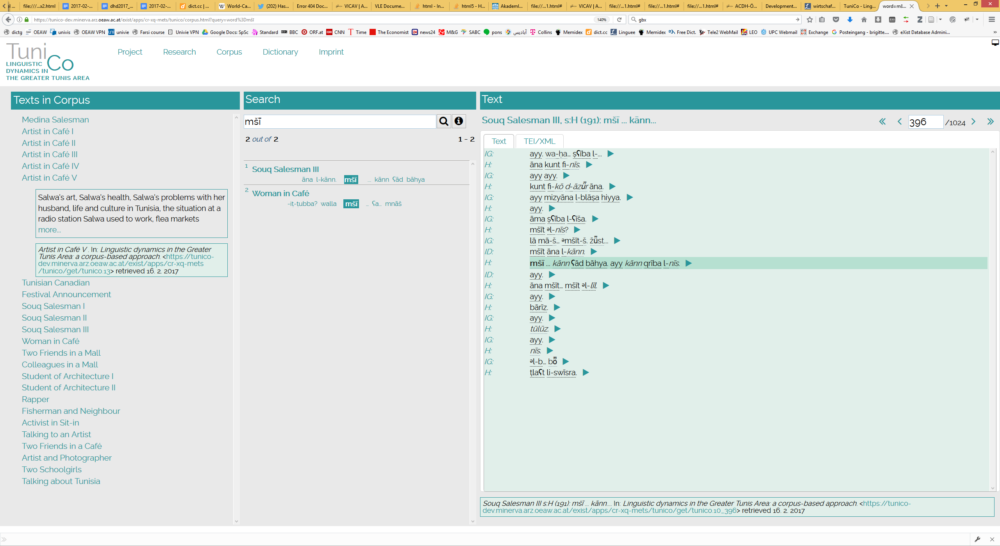 file:///...x2.html
2017-02-...
dhd2017_...
2017-02-...
dict.cc | ...
World-Ca...
(202) Has...
Error 404 Doc...
VICAV | A...
VLE Docume...
html - In...
html5 - H...
Akademl...
file://...1.html#
VICAV | A...
file://...1.html#
file://...1.html#
file://...1.html#
ACDH-Ö...
Development...
wirtschaf...
TuniCo - Ling...
word=mš...
https://tunico-dev.minerva.arz.oeaw.ac.at/exist/apps/cr-xq-mets/tunico/corpus.html?query=word%3Dmšī
140%
gbx
dictg OEAW univis OEAW VPN univie Farsi course Univie VPN Google Docs: SpSc Standard BBC ORF.at CNN Time The Economist news24 M&G SABC pons آبادیس Collins Memidex dict.cc Linguee Memidex Free Dict. Tele2 WebMail LEO UPC Webmail Exchange Posteingang - brigitte.... eXist Database Admini...
TuniCo
LINGUISTIC
DYNAMICS IN
THE GREATER TUNIS AREA
Project Research Corpus Dictionary Imprint
Texts in Corpus
Medina Salesman
Artist in Café I
Artist in Café II
Artist in Café III
Artist in Café IV
Artist in Café V
Salwa's art, Salwa's health, Salwa's problems with her
husband, life and culture in Tunisia, the situation at a
radio station Salwa used to work, flea markets
more...
Artist in Café V . In: Linguistic dynamics in the Greater
Tunis Area: a corpus-based approach. <https://tunico-
dev.minerva.arz.oeaw.ac.at/exist/apps/cr-xq-mets
/tunico/get/tunico.13> retrieved 16. 2. 2017
Tunisian Canadian
Festival Announcement
Souq Salesman I
Souq Salesman II
Souq Salesman III
Woman in Café
Two Friends in a Mall
Colleagues in a Mall
Student of Architecture I
Student of Architecture II
Rapper
Fisherman and Neighbour
Activist in Sit-in
Talking to an Artist
Two Friends in a Café
Artist and Photographer
Two Schoolgirls
Talking about Tunisia
Search
mšī
2 out of 2 1 - 2
1 Souq Salesman III
āna l-kānn. mšī ... kānn ʕād bāhya
2 Woman in Café
-iṭ-ṭubba? walla mšī ... ʕa... mnāš
Text
Souq Salesman III, s:H (191): mšī ... kānn...
396 /1024
Text TEI/XML
IG: ayy. wa-ḥa... ṣʕība l-...
H: āna kunt fi-nīs.
IG: ayy ayy.
H: kunt fi-kō d-āzǖr āna.
IG: ayy mizyāna l-blāṣa hiyya.
H: ayy.
IG: āma ṣʕība l-ʕīša.
H: mšīt ᵊl-nīs?
IG: lā mā-š... ᵊmšīt-š. žǖst...
ID: mšīt āna l-kānn.
H: mšī ... kānn ʕād bāhya. ayy kānn qrība l-nīs.
ID: ayy.
H: āna mšīt... mšīt ᵊl-līl.
IG: ayy.
H: bārīz.
IG: ayy.
H: tūlūz.
IG: ayy.
H: nīs.
IG: ᵊl-b... bȭ
H: ṭlaʕt li-swīsra.
Souq Salesman III s:H (191): mšī ... kānn.... In: Linguistic dynamics in the Greater Tunis Area: a corpus-based approach. <https://tunico-
dev.minerva.arz.oeaw.ac.at/exist/apps/cr-xq-mets/tunico/get/tunico.10_396> retrieved 16. 2. 2017